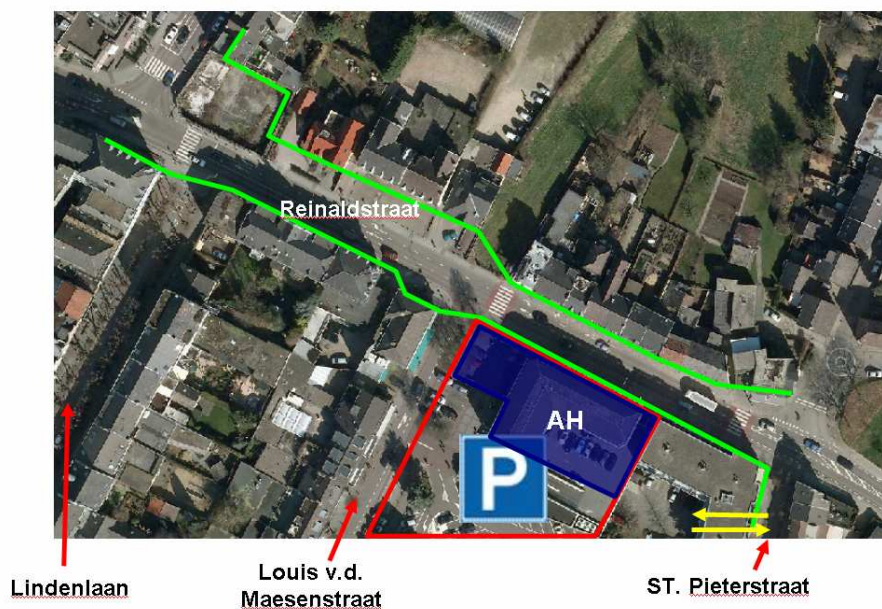 Reinaldstraat
AH
P
Lindenlaan
Louis v.d.
Maesenstraat
ST. Pieterstraat